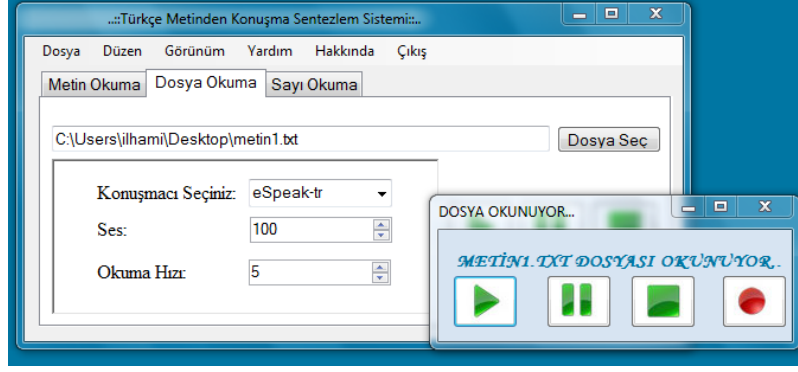 ..::Türkçe Metinden Konuşma Sentezlem Sistemi::..
Dosya Düzen Görünüm Yardım Hakkında Çıkış
Metin Okuma Dosya Okuma Sayı Okuma
C:\Users\ilhami\Desktop\metin1.txt Dosya Seç
Konuşmacı Seçiniz: eSpeak-tr
Ses: 100
Okuma Hızı: 5
DOSYA OKUNUYOR...
METİN1.TXT DOSYASI OKUNUYOR..